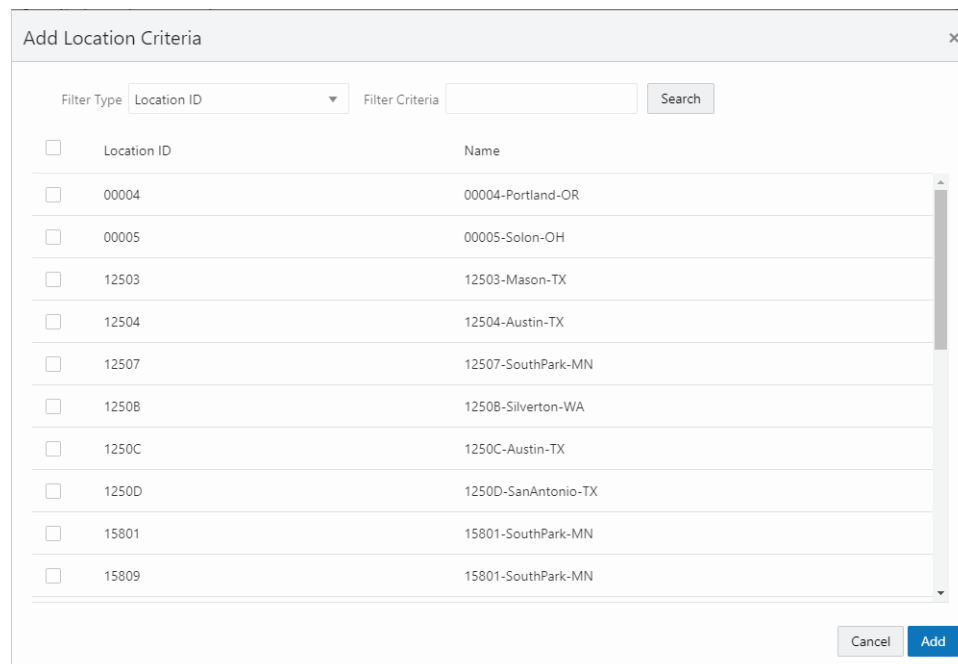 Add Location Criteria ×
Filter Type Location ID Filter Criteria Search
Location ID Name
00004 00004-Portland-OR
00005 00005-Solon-OH
12503 12503-Mason-TX
12504 12504-Austin-TX
12507 12507-SouthPark-MN
1250B 1250B-Silverton-WA
1250C 1250C-Austin-TX
1250D 1250D-SanAntonio-TX
15801 15801-SouthPark-MN
15809 15801-SouthPark-MN
Cancel Add